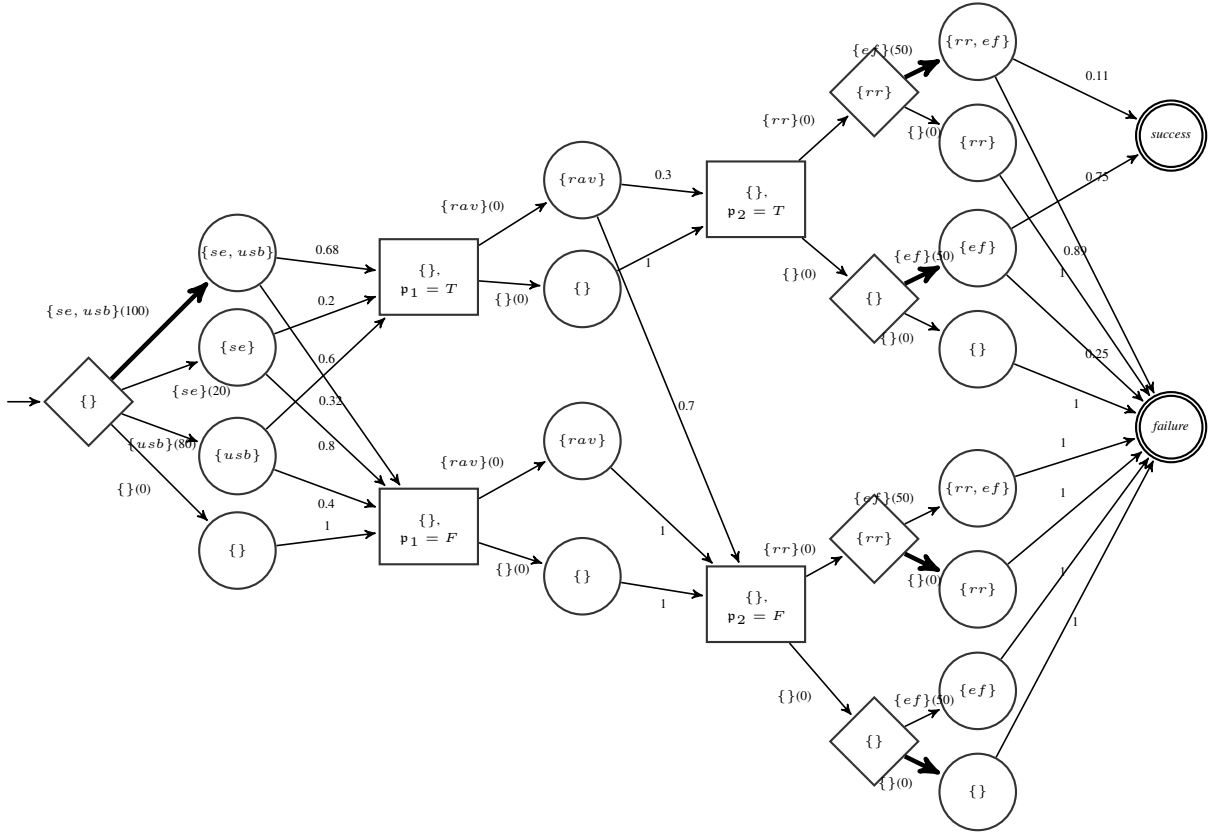 {se, usb}(100)
{se}(20)
{usb}(80)
{}(0)
{}
{se, usb}
{se}
{usb}
{}
0.68
0.2
0.6
0.32
0.8
0.4
1
{},
𝔭1 = T
{},
𝔭1 = F
{rav}(0)
{}(0)
{rav}(0)
{}(0)
{rav}
{}
{rav}
{}
0.3
1
0.7
1
1
{},
𝔭2 = T
{},
𝔭2 = F
{rr}(0)
{}(0)
{rr}(0)
{}(0)
{rr}
{}
{rr}
{}
{ef}(50)
{}(0)
{ef}(50)
{}(0)
{ef}(50)
{}(0)
{ef}(50)
{}(0)
{rr, ef}
{rr}
{ef}
{}
{rr, ef}
{rr}
{ef}
{}
0.11
0.75
0.89
1
0.25
1
1
1
1
1
success
failure